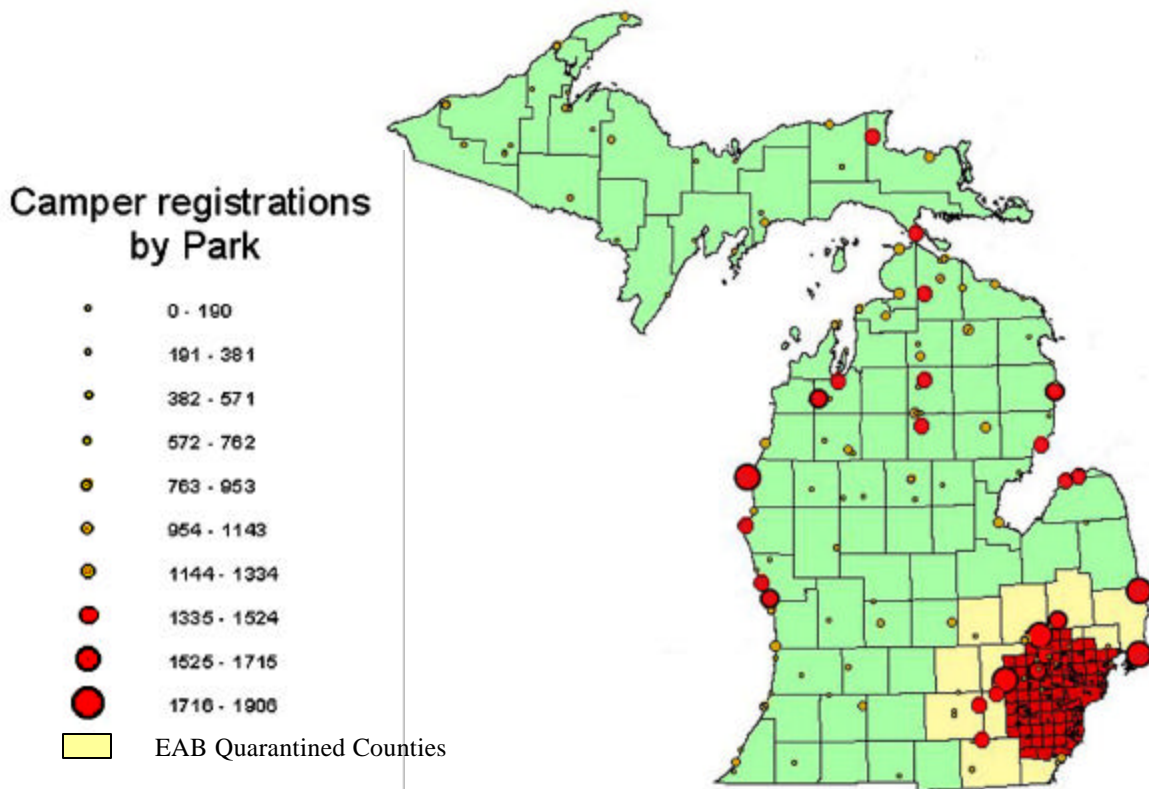 Camper registrations
by Park
0 - 190
191 - 381
382 - 571
572 - 762
763 - 953
954 - 1143
1144 - 1334
1335 - 1524
1525 - 1715
1716 - 1906
EAB Quarantined Counties